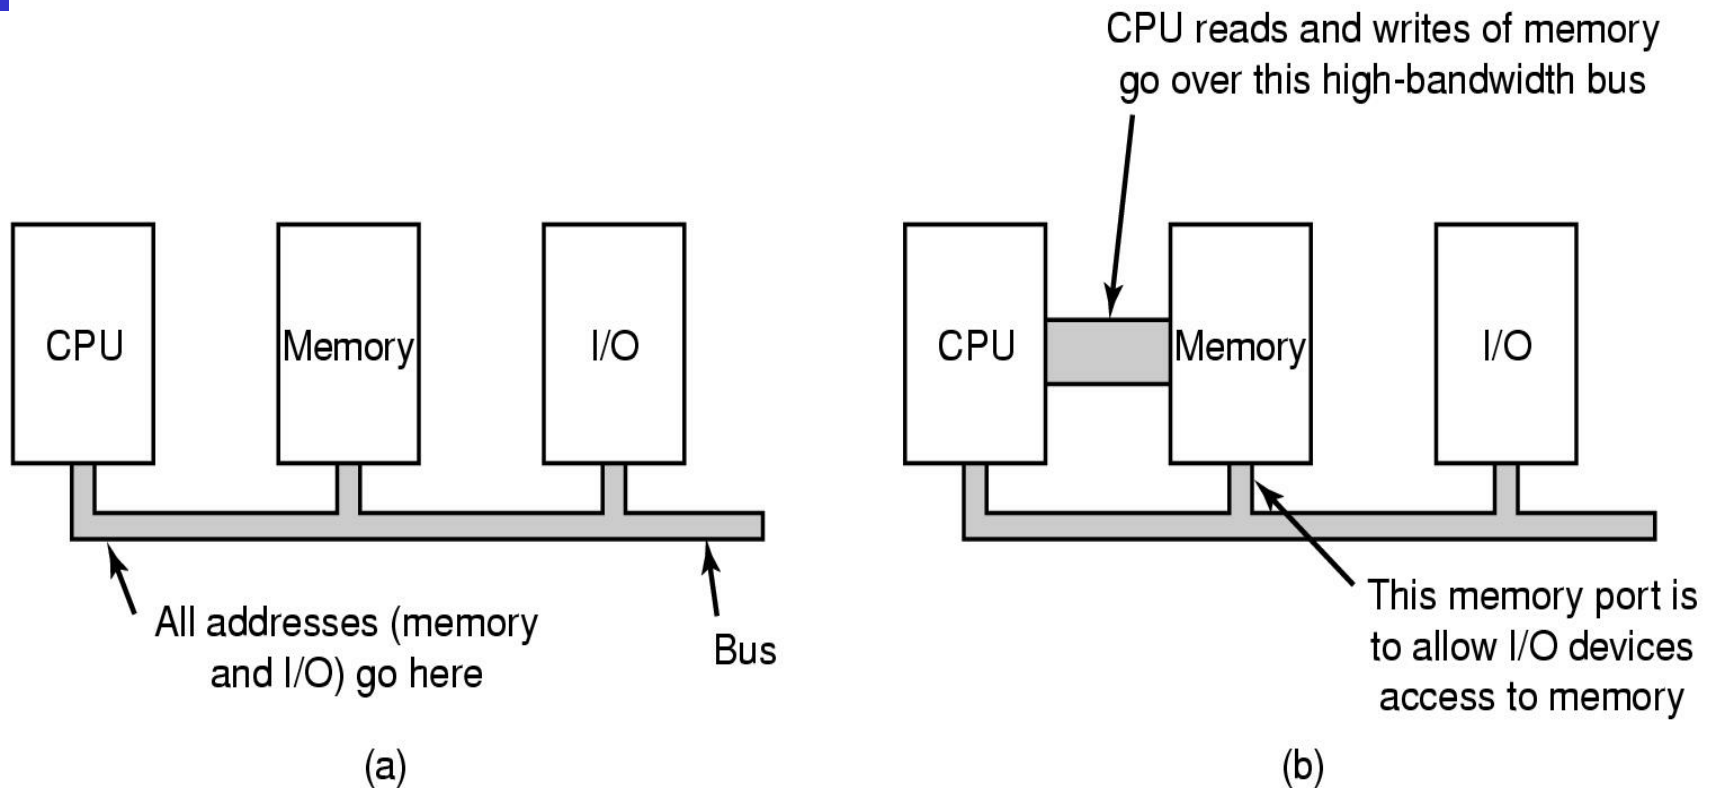 CPU reads and writes of memory
go over this high-bandwidth bus
CPU
Memory
I/O
CPU
Memory
I/O
All addresses (memory
and I/O) go here
Bus
This memory port is
to allow I/O devices
access to memory
(a)
(b)